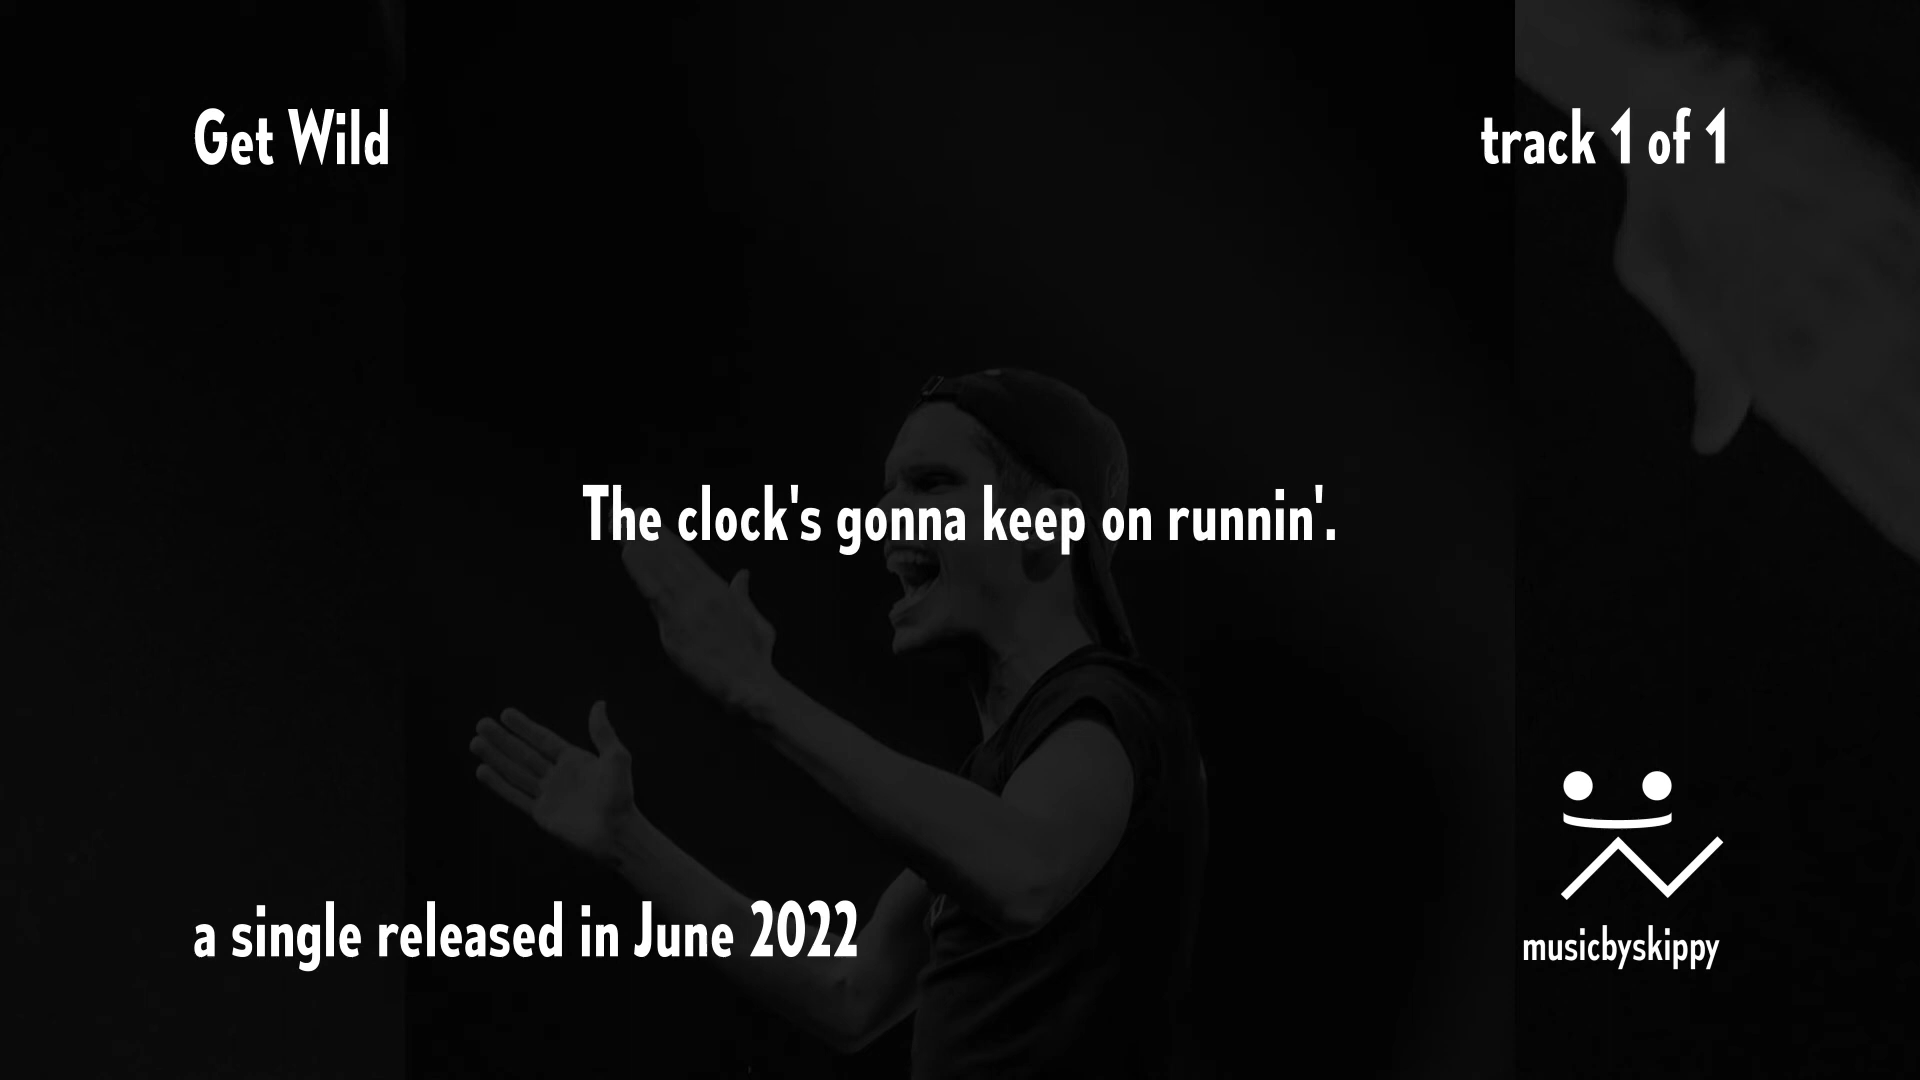 Get Wild
track 1 of 1
The clock's gonna keep on runnin'.
a single released in June 2022
musicbyskippy